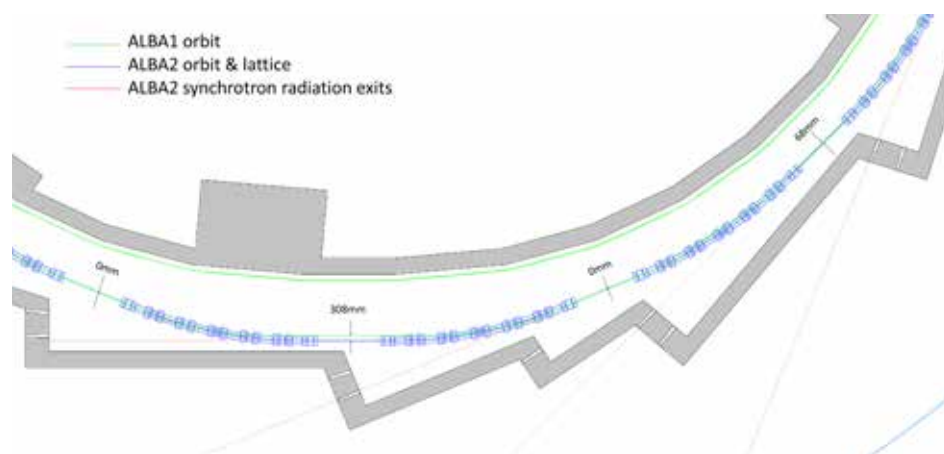 ALBA1 orbit
ALBA2 orbit & lattice
ALBA2 synchrotron radiation exits
68mm
0mm
0mm
308mm